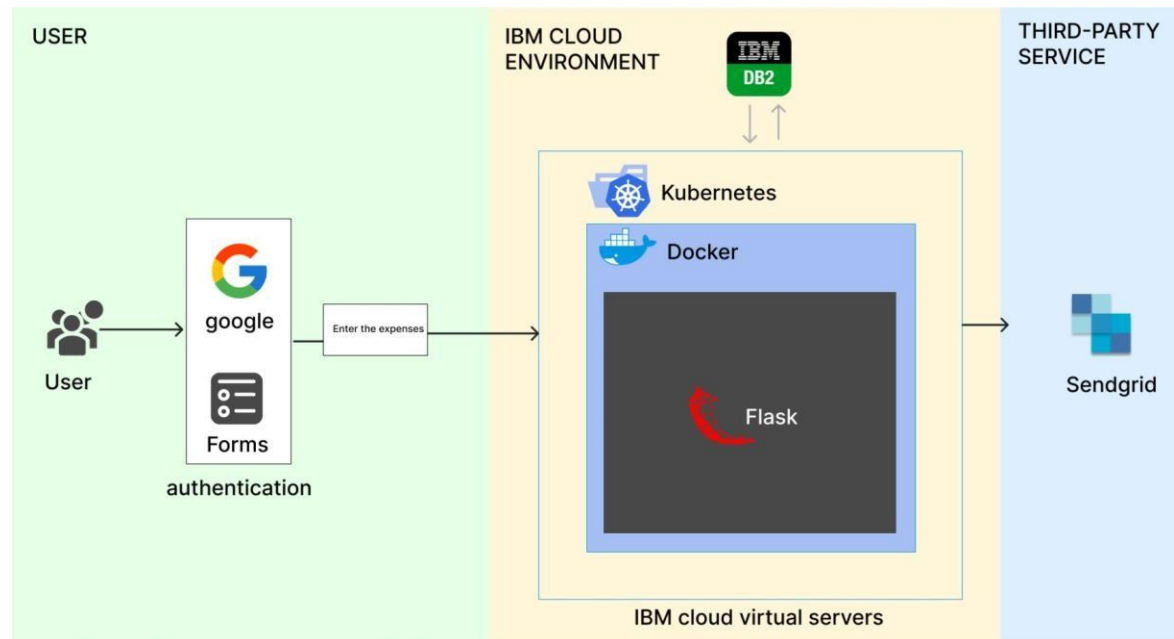 USER
IBM CLOUD
ENVIRONMENT
THIRD-PARTY
SERVICE
IBM
DB2
Kubernetes
Docker
google
Enter the expenses
User
Forms
authentication
Flask
Sendgrid
IBM cloud virtual servers